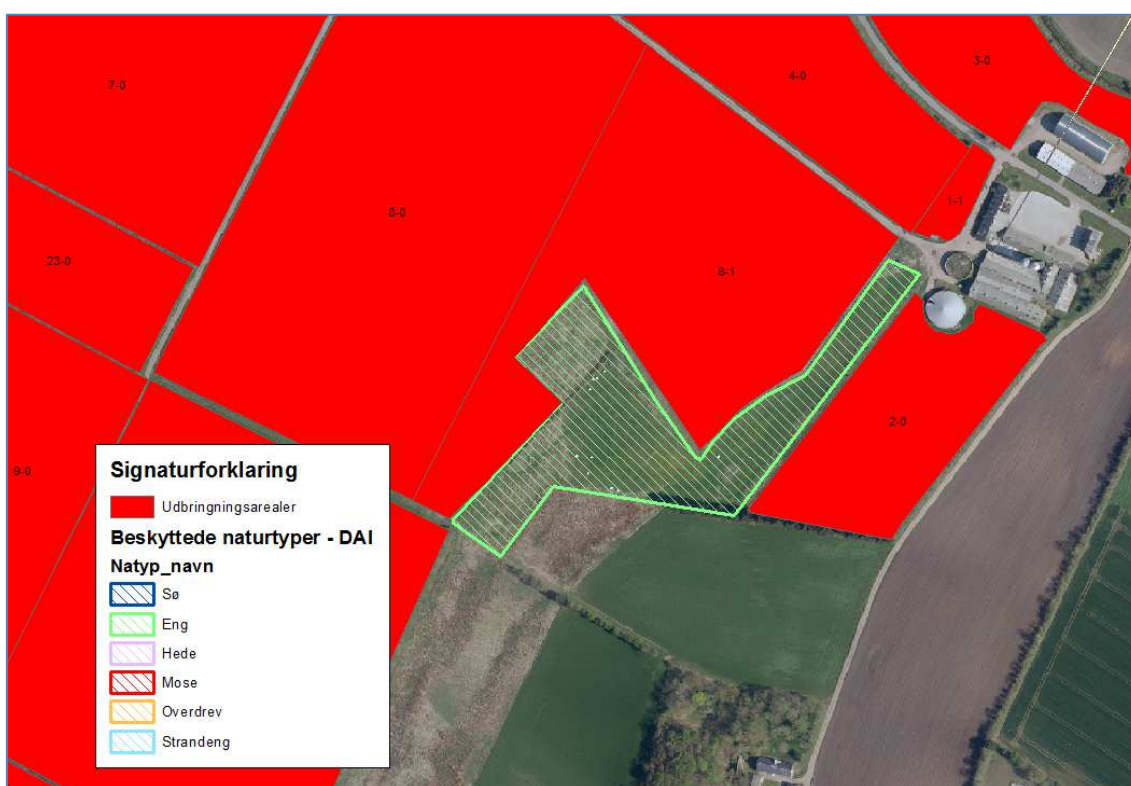 7-0
4-0
3-0
1-1
8-0
23-0
8-1
2-0
9-0
Signaturforklaring
Udbringningsarealer
Beskyttede naturtyper - DAI
Natyp_navn
Sø
Eng
Hede
Mose
Overdrev
Strandeng